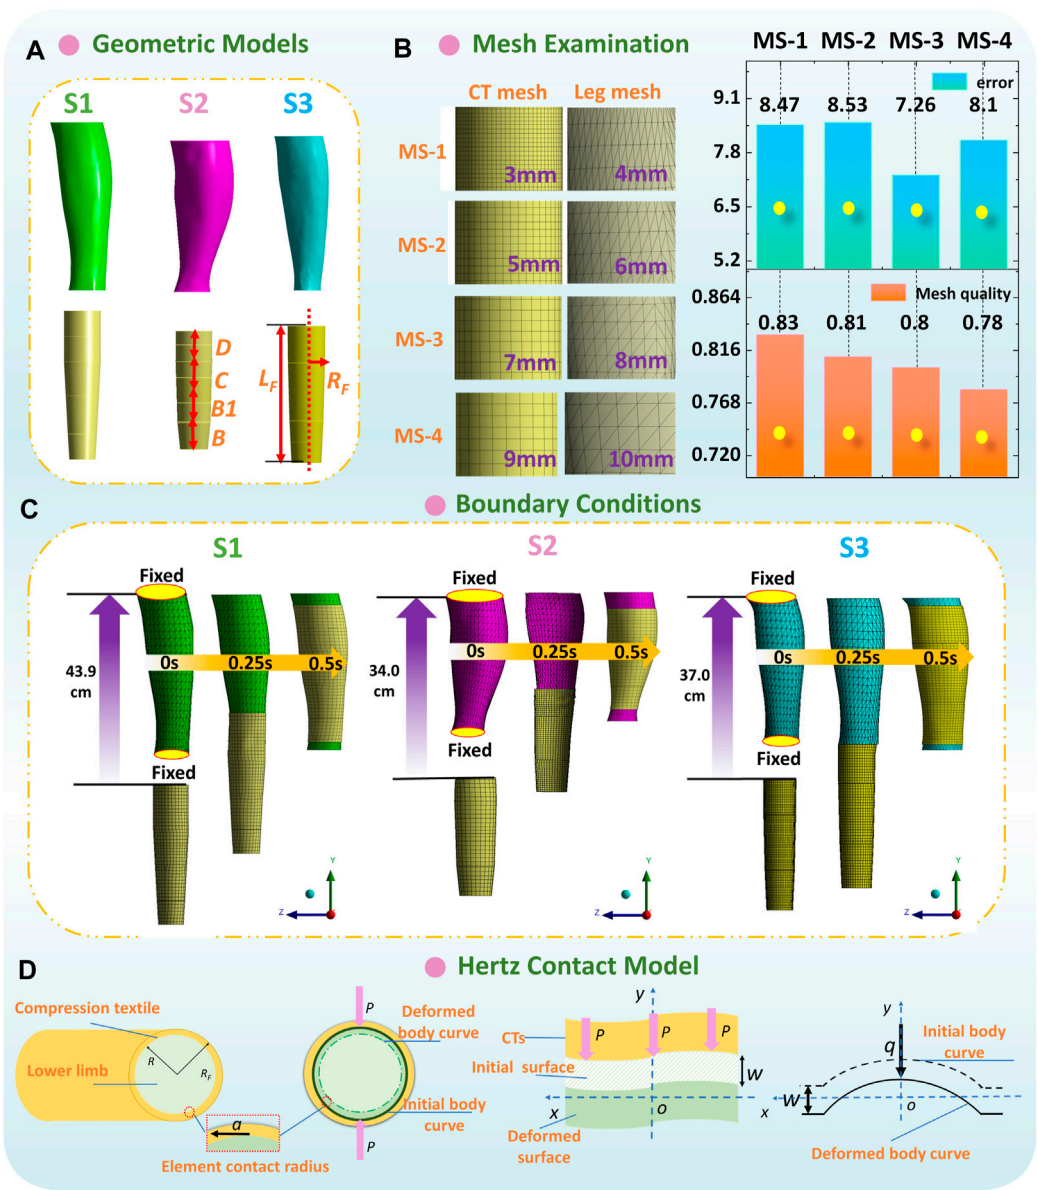 A
Geometric Models
S1
S2
S3
D
C
B1
B
L_F
R_F
B
Mesh Examination
CT mesh
Leg mesh
MS-1
3mm
4mm
MS-2
5mm
6mm
MS-3
7mm
8mm
MS-4
9mm
10mm
MS-1 MS-2 MS-3 MS-4
error
9.1
8.47 8.53 7.26 8.1
7.8
6.5
5.2
0.864
Mesh quality
0.83 0.81 0.8 0.78
0.816
0.768
0.720
C
Boundary Conditions
S1
Fixed
0s
0.25s
0.5s
43.9
cm
Fixed
Y
Z
X
S2
Fixed
0s
0.25s
0.5s
34.0
cm
Fixed
Y
Z
X
S3
Fixed
0s
0.25s
0.5s
37.0
cm
Fixed
Y
Z
X
D
Hertz Contact Model
Compression textile
Lower limb
R
R_F
a
Element contact radius
P
Deformed
body curve
Initial body
curve
P
y
CTs
P
P
P
Initial surface
W
x
o
x
Deformed
surface
y
q
Initial body
curve
W
o
Deformed body curve